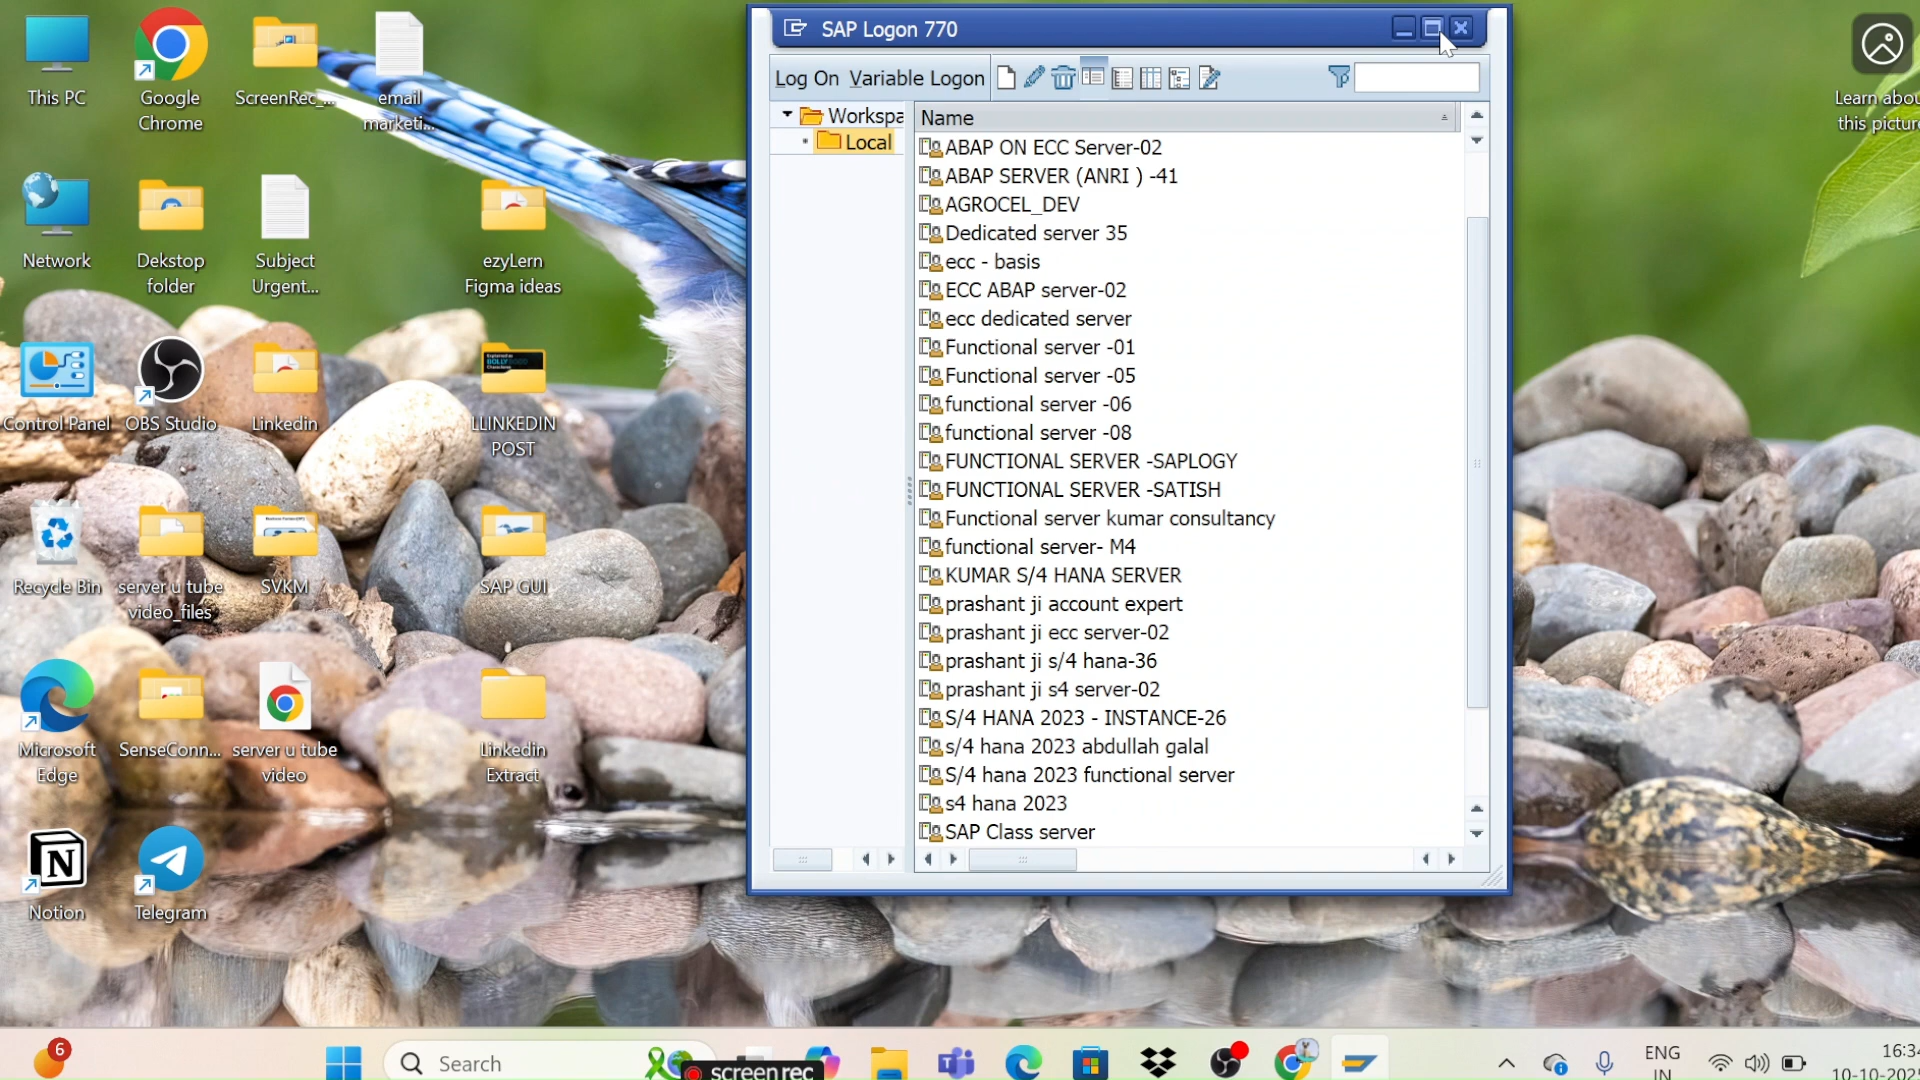 This PC
Google
Chrome
ScreenRec_...
email
marketi...
Network
Dekstop
folder
Subject
Urgent...
ezyLern
Figma ideas
Control Panel
OBS Studio
Linkedin
LLINKEDIN
POST
Recycle Bin
server u tube
video_files
SVKM
SAP GUI
Microsoft
Edge
SenseConn...
server u tube
video
Linkedin
Extract
Notion
Telegram
SAP Logon 770
Log On
Variable Logon
Workspa
Local
Name
ABAP ON ECC Server-02
ABAP SERVER (ANRI ) -41
AGROCEL_DEV
Dedicated server 35
ecc - basis
ECC ABAP server-02
ecc dedicated server
Functional server -01
Functional server -05
functional server -06
functional server -08
FUNCTIONAL SERVER -SAPLOGY
FUNCTIONAL SERVER -SATISH
Functional server kumar consultancy
functional server- M4
KUMAR S/4 HANA SERVER
prashant ji account expert
prashant ji ecc server-02
prashant ji s/4 hana-36
prashant ji s4 server-02
S/4 HANA 2023 - INSTANCE-26
s/4 hana 2023 abdullah galal
S/4 hana 2023 functional server
s4 hana 2023
SAP Class server
Learn abou
this picture
6
Search
screen rec
ENG
IN
16:34
10-10-2025